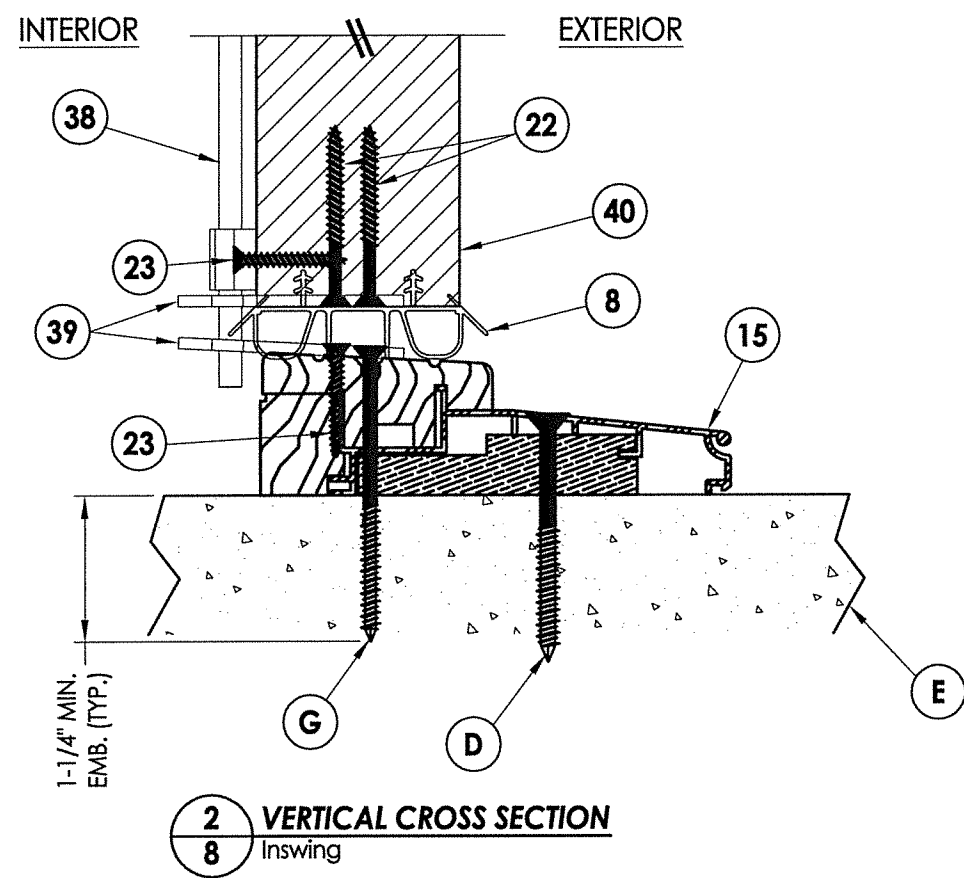 INTERIOR
EXTERIOR
38
22
40
23
8
39
15
23
1-1/4" MIN.
EMB. (TYP.)
G
D
E
2
8
VERTICAL CROSS SECTION
Inswing